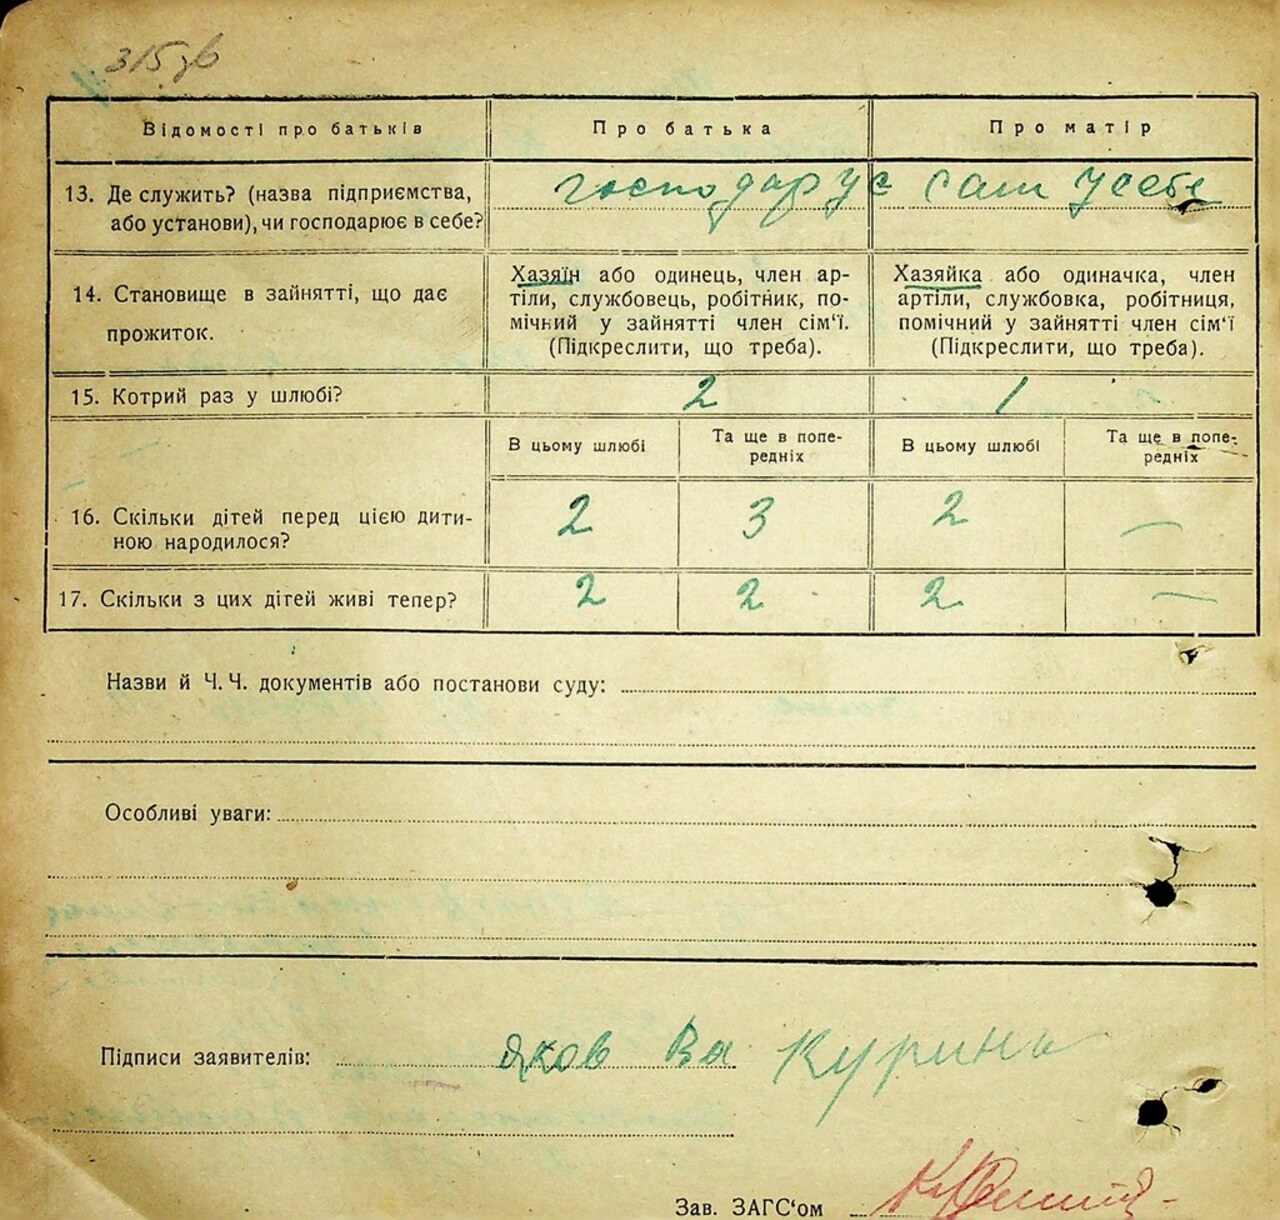 315 зв
Відомості про батьків Про батька Про матір
13. Де служить? (назва підприємства, або установи), чи господарює в себе?
господарує сам у себе
14. Становище в зайнятті, що дає прожиток.
Хазяїн або одинець, член ар-
тіли, службовець, робітник, по-
мічний у зайнятті член сім‘ї.
(Підкреслити, що треба).
Хазяйка або одиначка, член
артіли, службовка, робітниця,
помічний у зайнятті член сім‘ї
(Підкреслити, що треба).
15. Котрий раз у шлюбі? 2 1
В цьому шлюбі Та ще в попе-
редніх В цьому шлюбі Та ще в попе-
редніх
16. Скільки дітей перед цією дити-
ною народилося? 2 3 2 —
17. Скільки з цих дітей живі тепер? 2 2 2 —
Назви й Ч. Ч. документів або постанови суду:
Особливі уваги:
Підписи заявителів: Яков Ва Куринь
Зав. ЗАГС‘ом